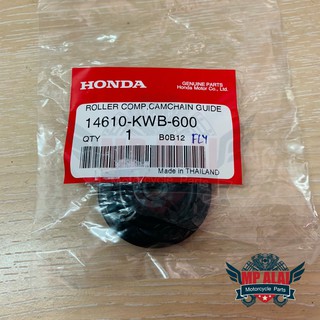 HONDA
GENUINE PARTS
Honda Motor Co., Ltd.
ROLLER COMP,CAMCHAIN GUIDE
14610-KWB-600
QTY 1 B0B12 FLY
Made in THAILAND
MP ALAI
Motorcycle Parts